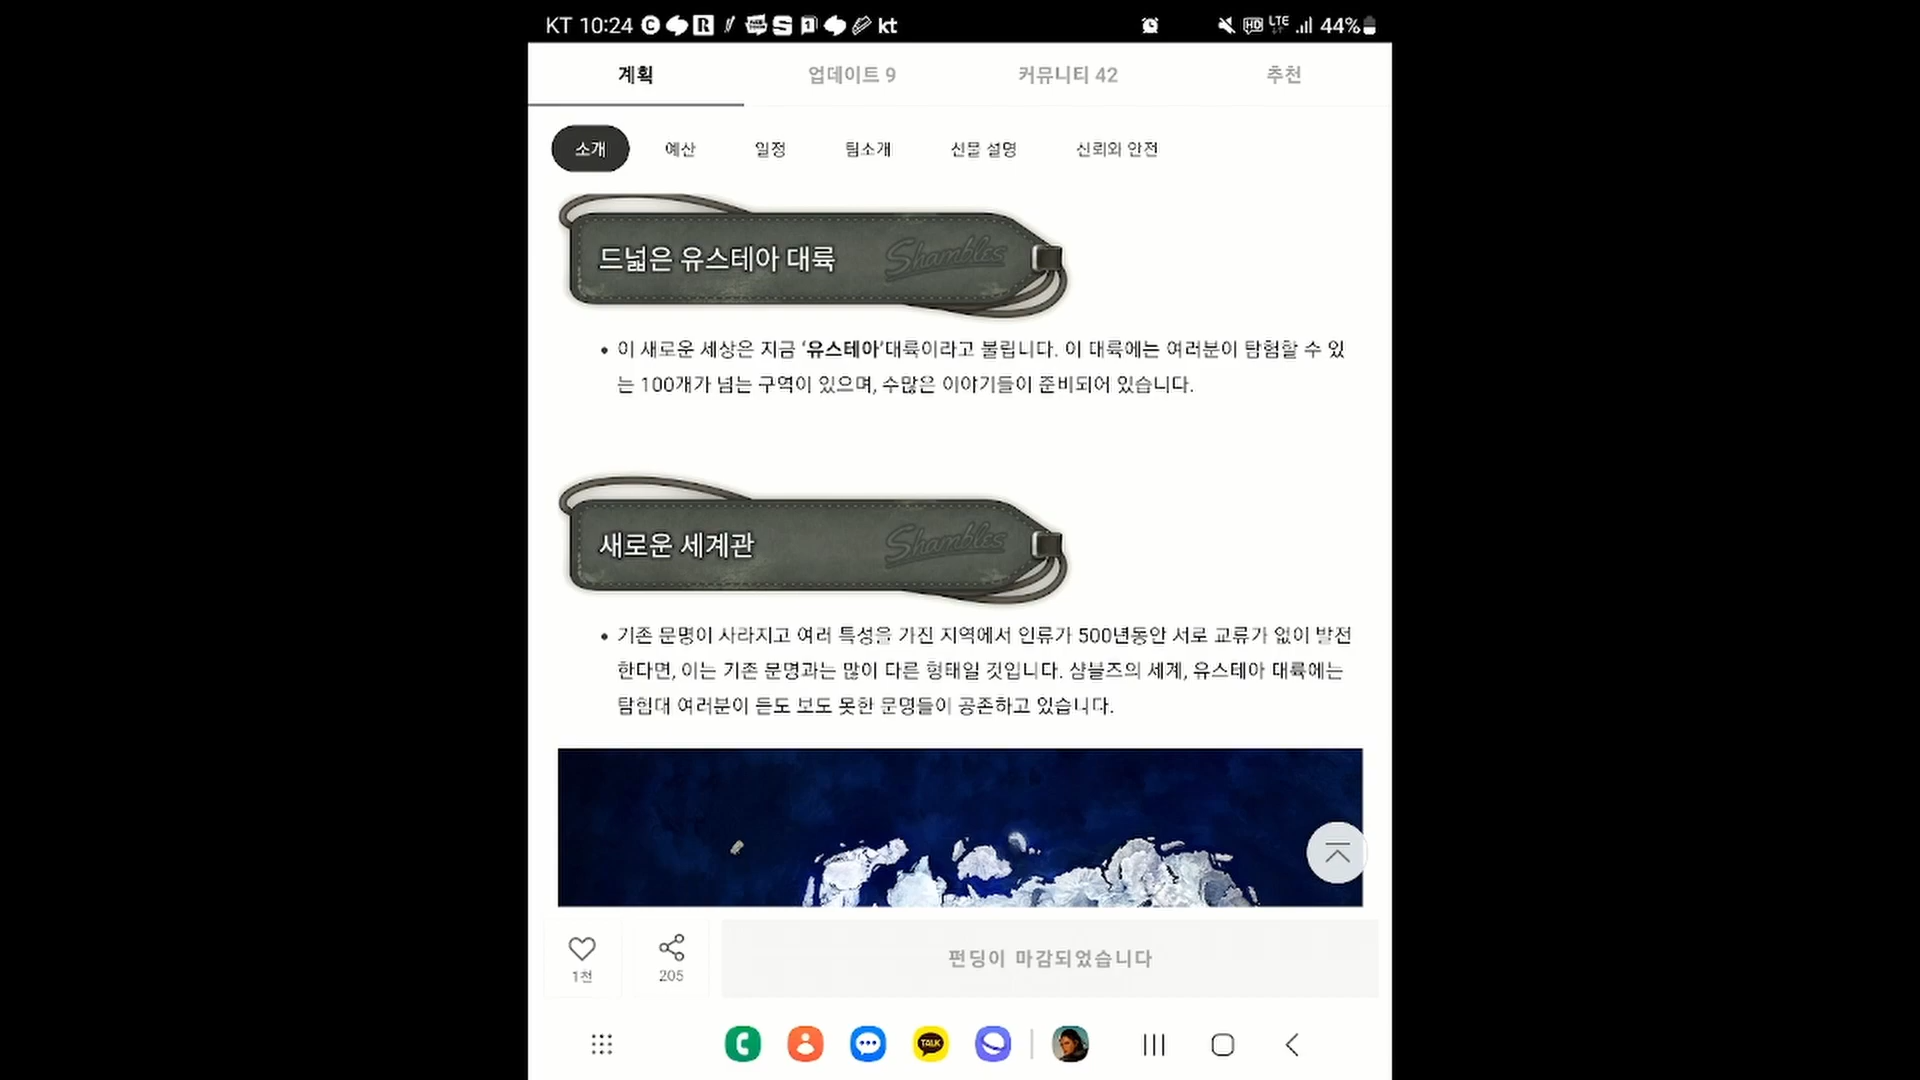 KT 10:24
kt
HD LTE 44%
계획 업데이트 9 커뮤니티 42 추천
소개 예산 일정 팀소개 선물 설명 신뢰와 안전
드넓은 유스테아 대륙 Shambles
이 새로운 세상은 지금 ‘유스테아’대륙이라고 불립니다. 이 대륙에는 여러분이 탐험할 수 있
는 100개가 넘는 구역이 있으며, 수많은 이야기들이 준비되어 있습니다.
새로운 세계관 Shambles
기존 문명이 사라지고 여러 특성을 가진 지역에서 인류가 500년동안 서로 교류가 없이 발전
한다면, 이는 기존 문명과는 많이 다른 형태일 것입니다. 샴블즈의 세계, 유스테아 대륙에는
탐험대 여러분이 듣도 보도 못한 문명들이 공존하고 있습니다.
펀딩이 마감되었습니다
1천 205
TALK